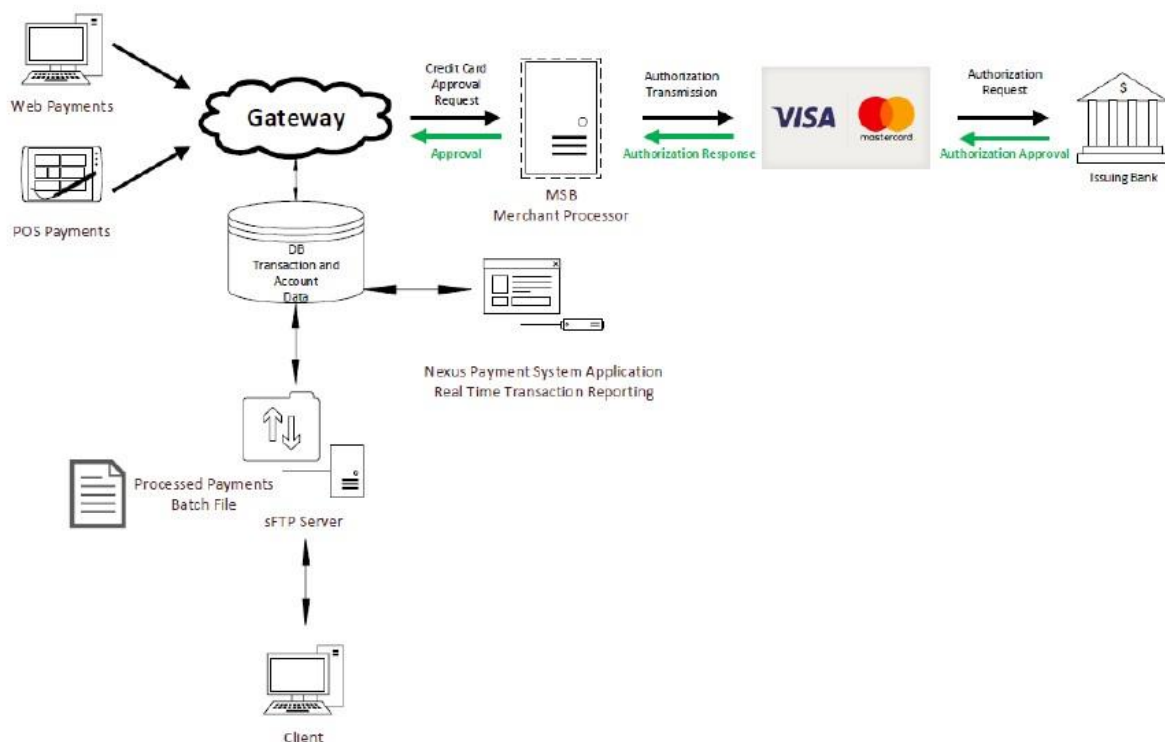 Web Payments
POS Payments
Gateway
Credit Card
Approval
Request
Approval
MSB
Merchant Processor
Authorization
Transmission
Authorization Response
VISA
mastercard
Authorization
Request
Authorization Approval
$
Issuing Bank
DB
Transaction and
Account
Data
Nexus Payment System Application
Real Time Transaction Reporting
Processed Payments
Batch File
sFTP Server
Client